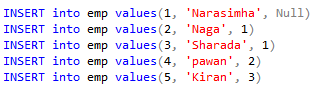 INSERT into emp values(1, 'Narasimha', Null)
INSERT into emp values(2, 'Naga', 1)
INSERT into emp values(3, 'Sharada', 1)
INSERT into emp values(4, 'pawan', 2)
INSERT into emp values(5, 'Kiran', 3)